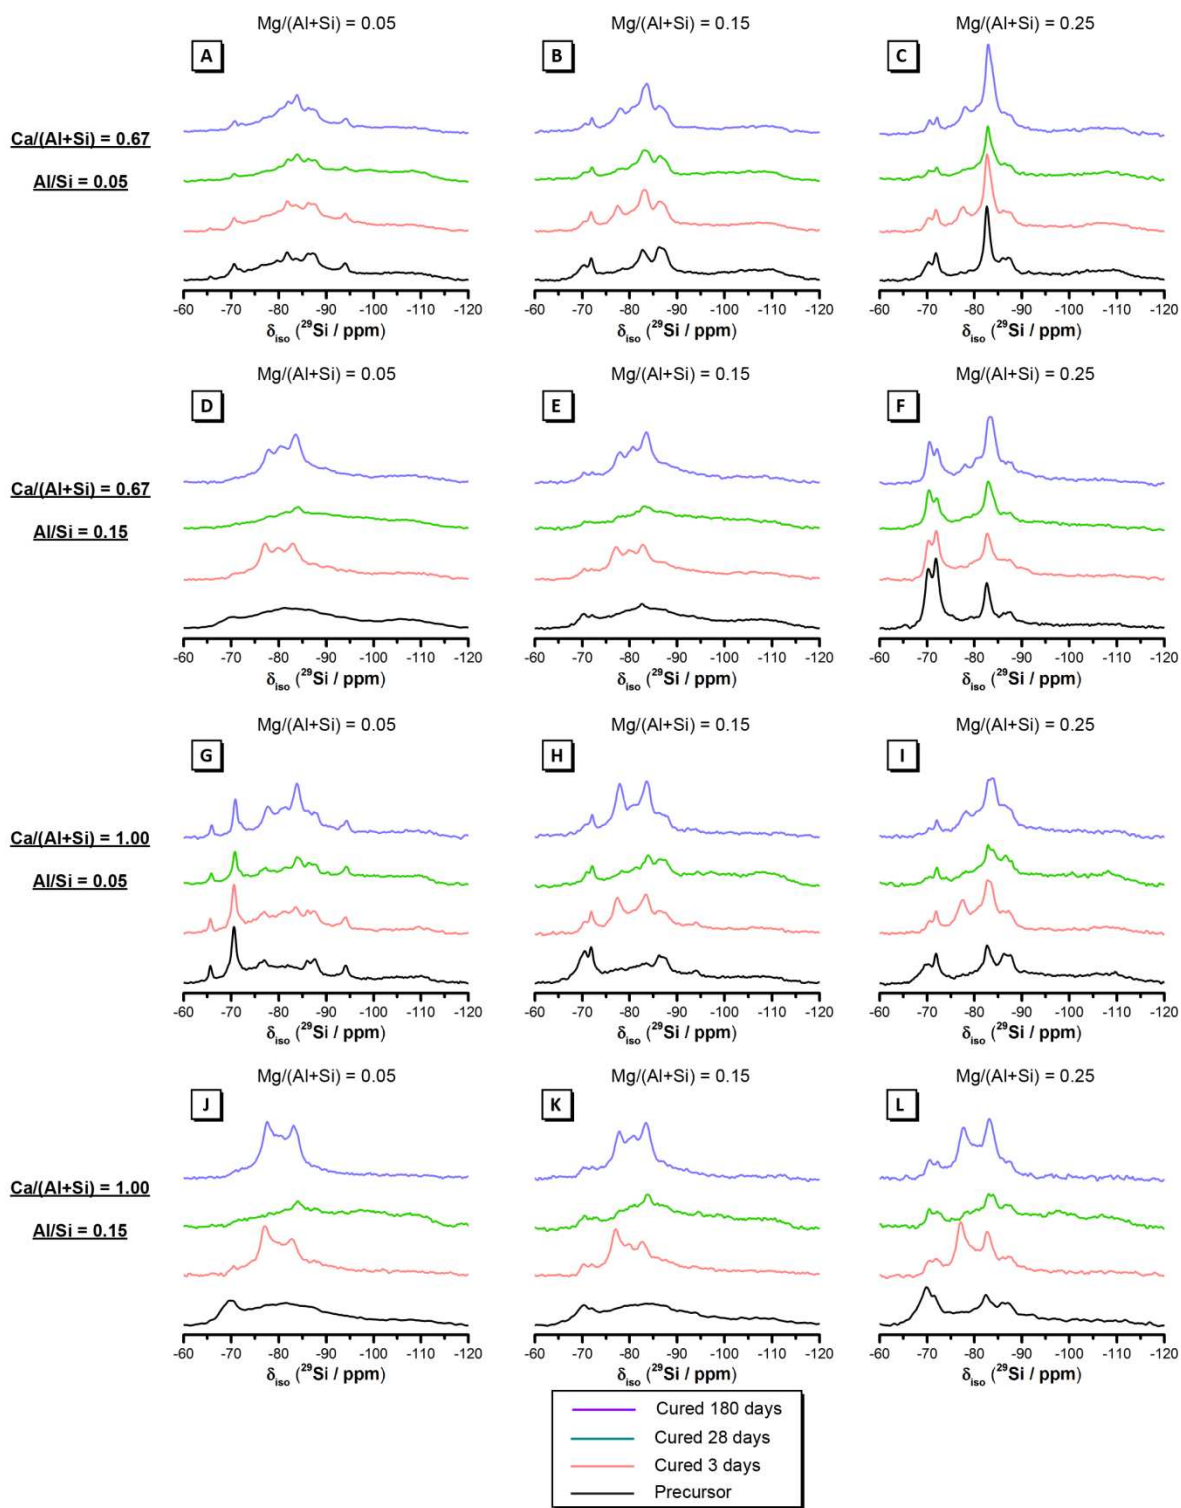 Mg/(Al+Si) = 0.05 Mg/(Al+Si) = 0.15 Mg/(Al+Si) = 0.25
A B C
Ca/(Al+Si) = 0.67
Al/Si = 0.05
-60 -70 -80 -90 -100 -110 -120 -60 -70 -80 -90 -100 -110 -120 -60 -70 -80 -90 -100 -110 -120
δiso (29Si / ppm) δiso (29Si / ppm) δiso (29Si / ppm)
Mg/(Al+Si) = 0.05 Mg/(Al+Si) = 0.15 Mg/(Al+Si) = 0.25
D E F
Ca/(Al+Si) = 0.67
Al/Si = 0.15
-60 -70 -80 -90 -100 -110 -120 -60 -70 -80 -90 -100 -110 -120 -60 -70 -80 -90 -100 -110 -120
δiso (29Si / ppm) δiso (29Si / ppm) δiso (29Si / ppm)
Mg/(Al+Si) = 0.05 Mg/(Al+Si) = 0.15 Mg/(Al+Si) = 0.25
G H I
Ca/(Al+Si) = 1.00
Al/Si = 0.05
-60 -70 -80 -90 -100 -110 -120 -60 -70 -80 -90 -100 -110 -120 -60 -70 -80 -90 -100 -110 -120
δiso (29Si / ppm) δiso (29Si / ppm) δiso (29Si / ppm)
Mg/(Al+Si) = 0.05 Mg/(Al+Si) = 0.15 Mg/(Al+Si) = 0.25
J K L
Ca/(Al+Si) = 1.00
Al/Si = 0.15
-60 -70 -80 -90 -100 -110 -120 -60 -70 -80 -90 -100 -110 -120 -60 -70 -80 -90 -100 -110 -120
δiso (29Si / ppm) δiso (29Si / ppm) δiso (29Si / ppm)
Cured 180 days
Cured 28 days
Cured 3 days
Precursor